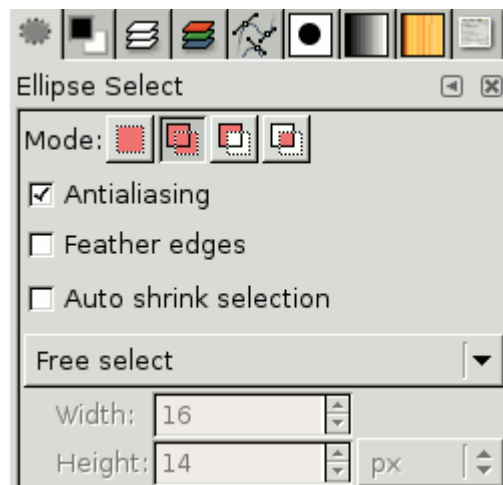 Ellipse Select
Mode:
Antialiasing
Feather edges
Auto shrink selection
Free select
Width: 16
Height: 14 px